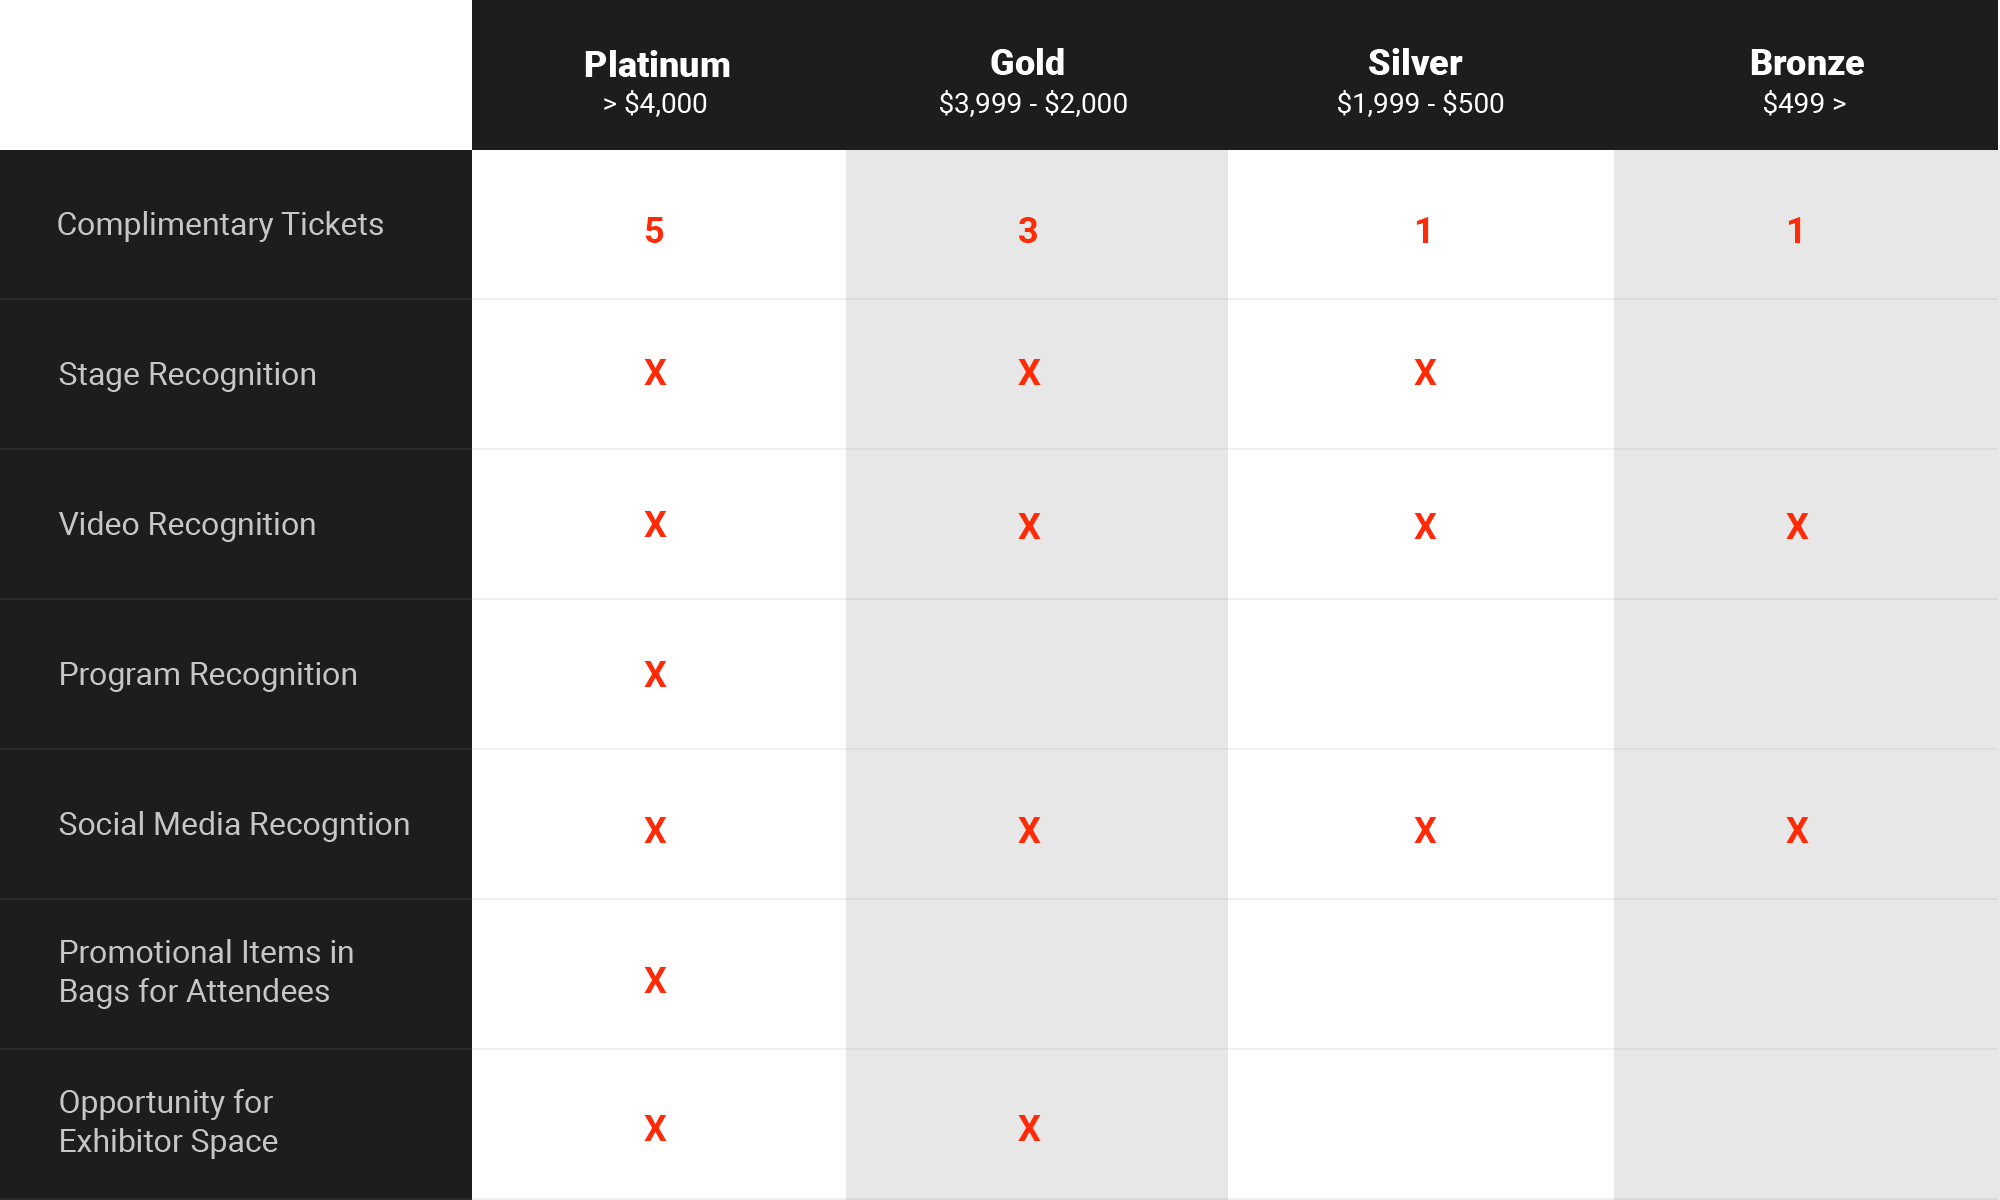 Platinum Gold Silver Bronze
> $4,000 $3,999 - $2,000 $1,999 - $500 $499 >
Complimentary Tickets 5 3 1 1
Stage Recognition X X X
Video Recognition X X X X
Program Recognition X
Social Media Recogntion X X X X
Promotional Items in
Bags for Attendees X
Opportunity for
Exhibitor Space X X